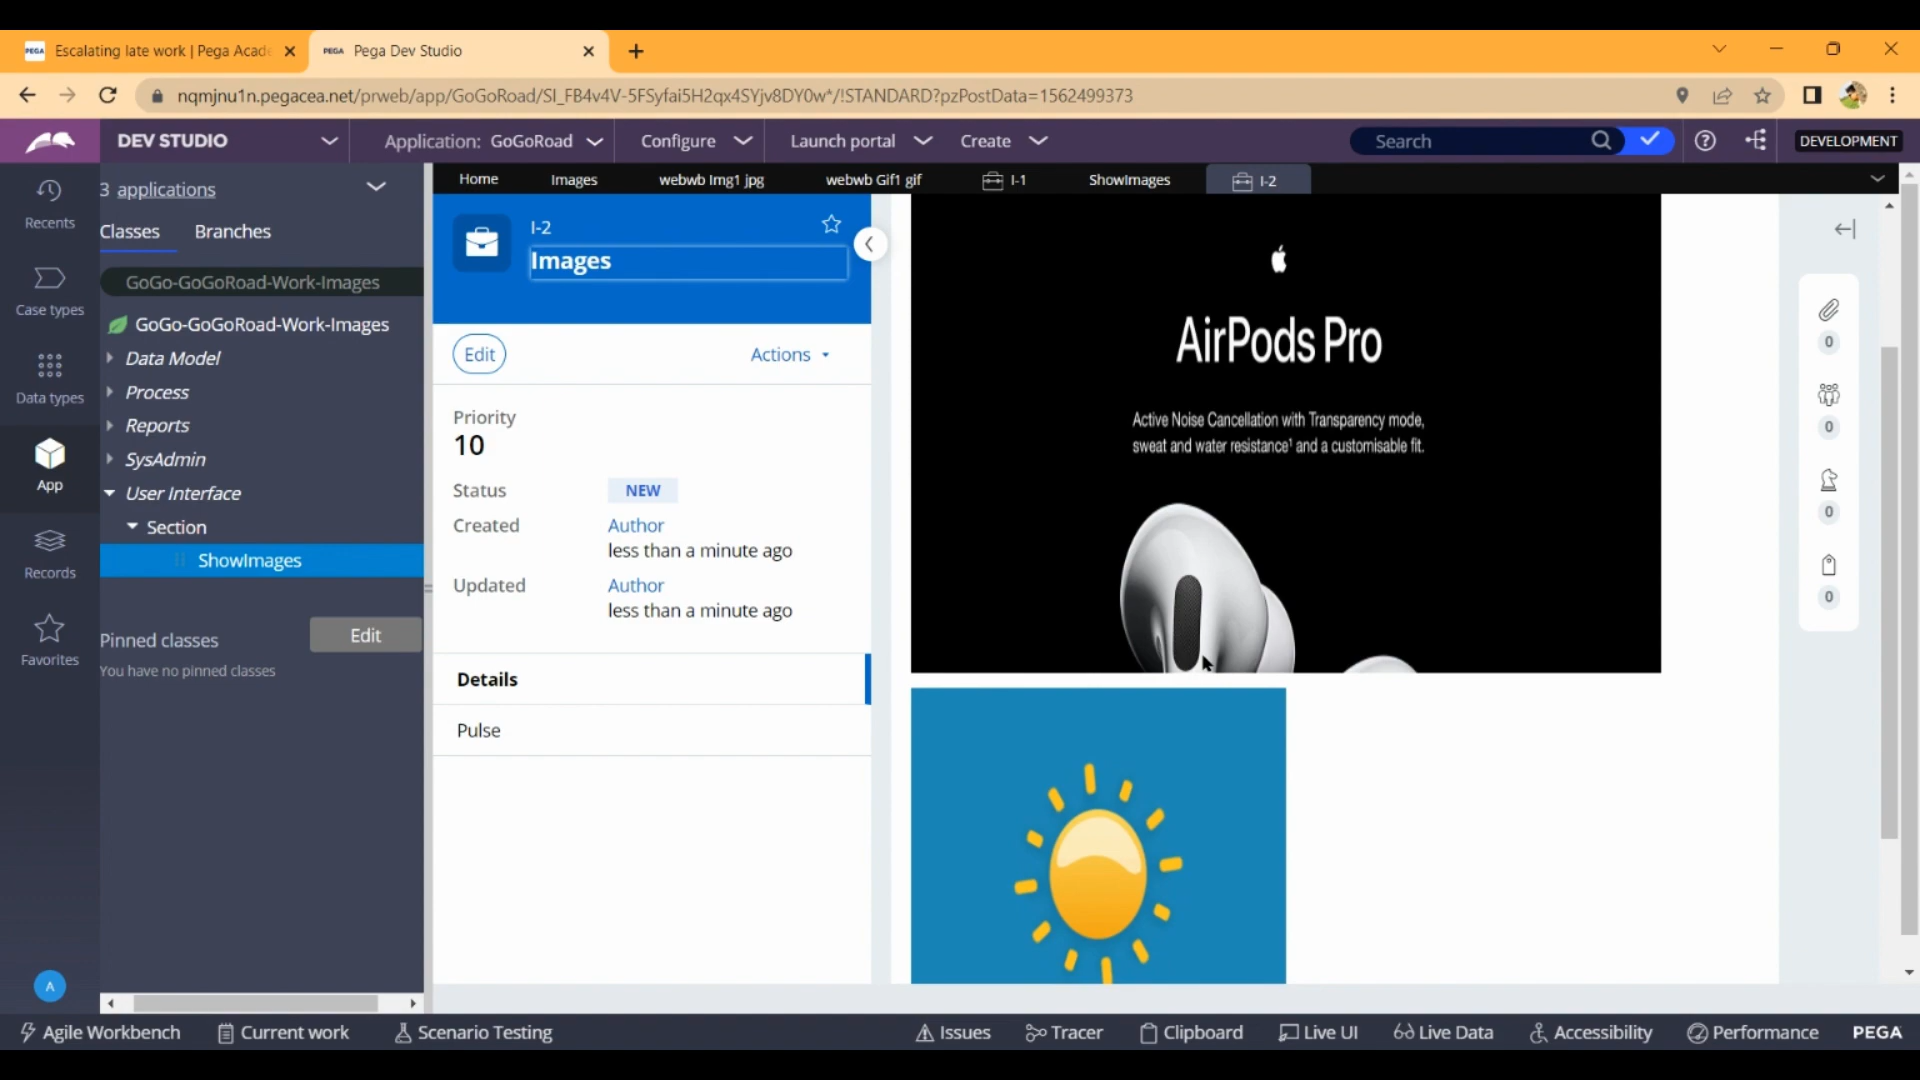 PEGA Escalating late work | Pega Acade
PEGA Pega Dev Studio
nqmjnu1n.pegacea.net/prweb/app/GoGoRoad/SI_FB4v4V-5FSyfai5H2qx4SYjv8DY0w*/!STANDARD?pzPostData=1562499373
DEV STUDIO
Application: GoGoRoad
Configure
Launch portal
Create
Search
DEVELOPMENT
Recents
Case types
Data types
App
Records
Favorites
A
3 applications
Classes
Branches
GoGo-GoGoRoad-Work-Images
GoGo-GoGoRoad-Work-Images
Data Model
Process
Reports
SysAdmin
User Interface
Section
ShowImages
Pinned classes
Edit
You have no pinned classes
Home
Images
webwb Img1 jpg
webwb Gif1 gif
I-1
ShowImages
I-2
I-2
Images
Edit
Actions
Priority
10
Status
NEW
Created
Author
less than a minute ago
Updated
Author
less than a minute ago
Details
Pulse
AirPods Pro
Active Noise Cancellation with Transparency mode,
sweat and water resistance¹ and a customisable fit.
0
0
0
0
Agile Workbench
Current work
Scenario Testing
Issues
Tracer
Clipboard
Live UI
Live Data
Accessibility
Performance
PEGA